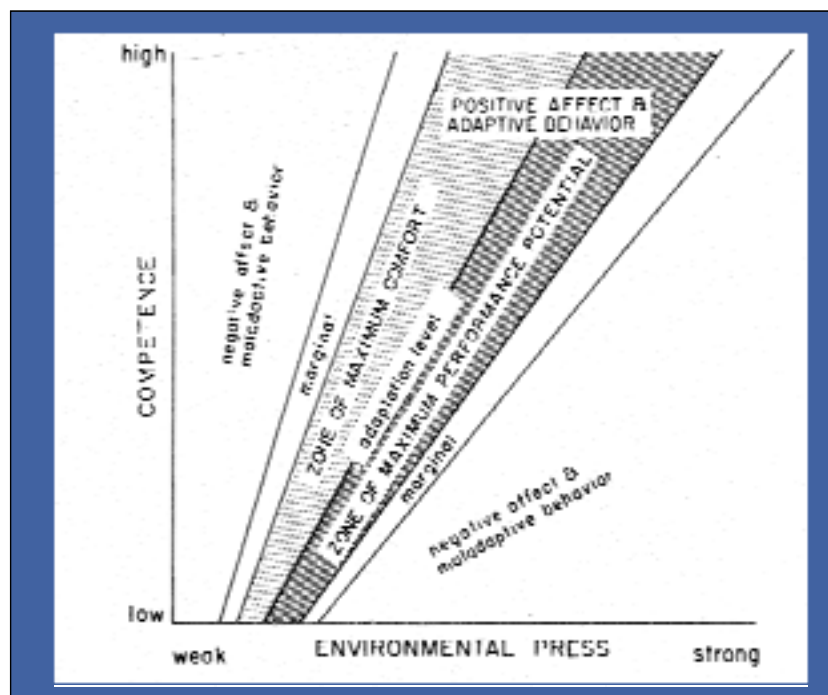 high
POSITIVE AFFECT &
ADAPTIVE BEHAVIOR
negative affect &
maladaptive behavior
marginal
ZONE OF MAXIMUM COMFORT
adaptation level
ZONE OF MAXIMUM PERFORMANCE POTENTIAL
marginal
negative affect &
maladaptive behavior
COMPETENCE
low
weak
ENVIRONMENTAL PRESS
strong